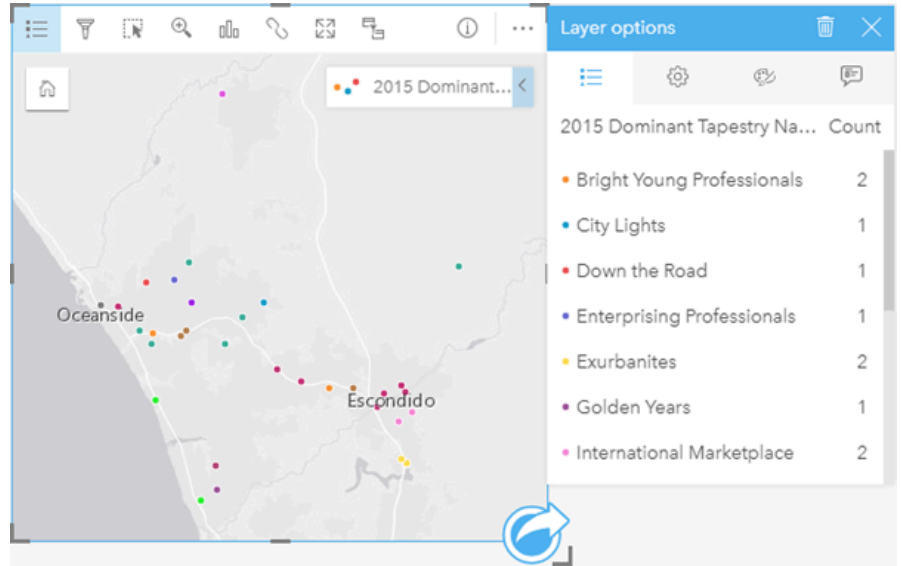 2015 Dominant...
Oceanside
Escondido
Layer options
2015 Dominant Tapestry Na... Count
Bright Young Professionals 2
City Lights 1
Down the Road 1
Enterprising Professionals 1
Exurbanites 2
Golden Years 1
International Marketplace 2